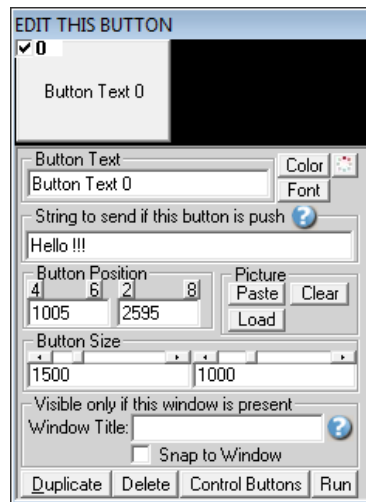 EDIT THIS BUTTON
0
Button Text 0
Button Text
Color
Button Text 0
Font
String to send if this button is push ?
Hello !!!
Button Position
Picture
4 6 2 8
Paste Clear
1005 2595
Load
Button Size
1500 1000
Visible only if this window is present
Window Title: ?
Snap to Window
Duplicate Delete Control Buttons Run